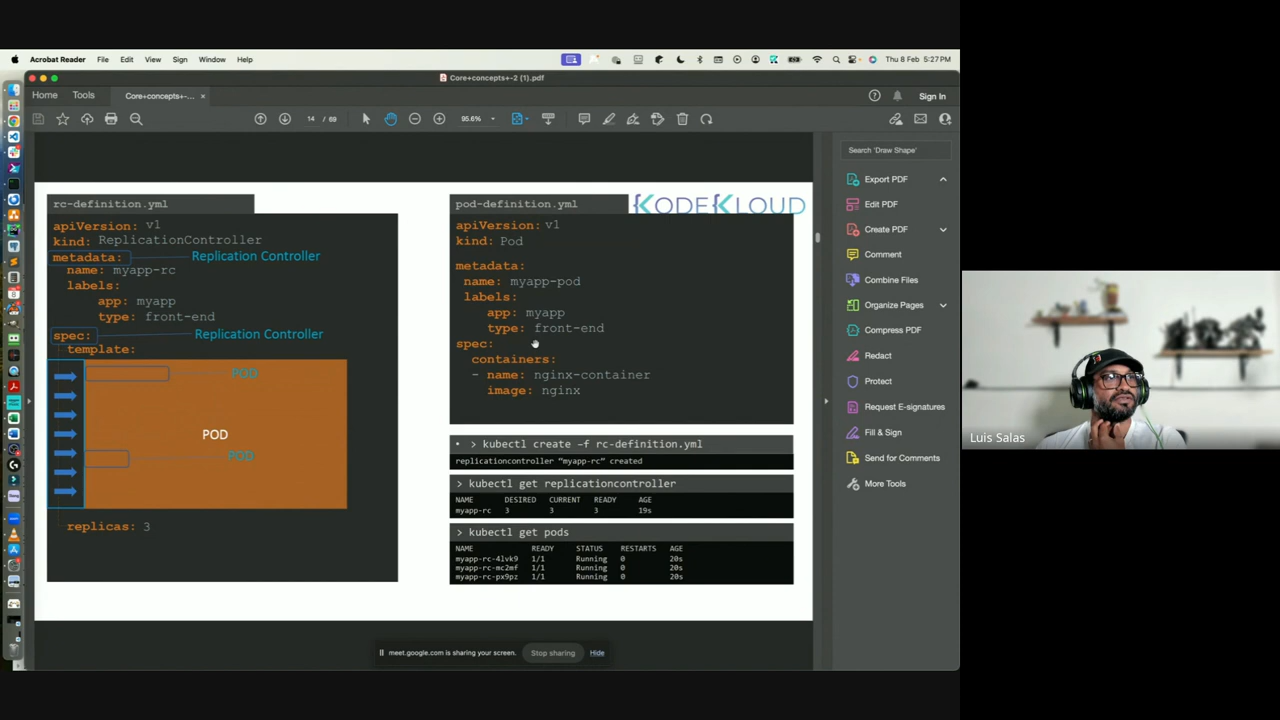 Acrobat Reader File Edit View Sign Window Help
Thu 8 Feb 5:27 PM
Core+concepts+-2 (1).pdf
Home Tools Core+concepts+-... × Sign In
14 / 69 95.6%
Search 'Draw Shape'
Export PDF
Edit PDF
Create PDF
Comment
Combine Files
Organize Pages
Compress PDF
Redact
Protect
Request E-signatures
Fill & Sign
Send for Comments
More Tools
rc-definition.yml
apiVersion: v1
kind: ReplicationController
metadata: Replication Controller
name: myapp-rc
labels:
app: myapp
type: front-end
spec: Replication Controller
template:
POD
POD
POD
replicas: 3
pod-definition.yml
KODEKLOUD
apiVersion: v1
kind: Pod
metadata:
name: myapp-pod
labels:
app: myapp
type: front-end
spec:
containers:
- name: nginx-container
image: nginx
• > kubectl create -f rc-definition.yml
replicationcontroller "myapp-rc" created
> kubectl get replicationcontroller
NAME DESIRED CURRENT READY AGE
myapp-rc 3 3 3 19s
> kubectl get pods
NAME READY STATUS RESTARTS AGE
myapp-rc-4lvk9 1/1 Running 0 20s
myapp-rc-mc2mf 1/1 Running 0 20s
myapp-rc-px9pz 1/1 Running 0 20s
meet.google.com is sharing your screen. Stop sharing Hide
Luis Salas